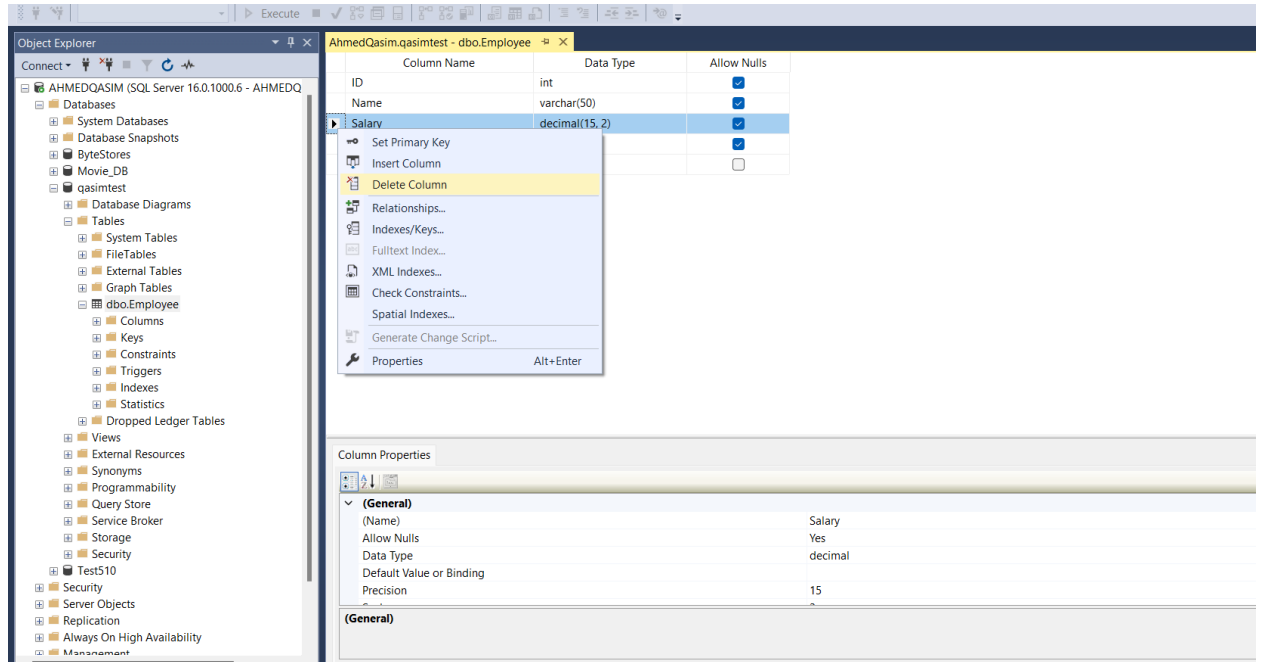 Execute
Object Explorer
Connect
AHMEDQASIM (SQL Server 16.0.1000.6 - AHMEDQ
Databases
System Databases
Database Snapshots
ByteStores
Movie_DB
qasimtest
Database Diagrams
Tables
System Tables
FileTables
External Tables
Graph Tables
dbo.Employee
Columns
Keys
Constraints
Triggers
Indexes
Statistics
Dropped Ledger Tables
Views
External Resources
Synonyms
Programmability
Query Store
Service Broker
Storage
Security
Test510
Security
Server Objects
Replication
Always On High Availability
Management
AhmedQasim.qasimtest - dbo.Employee
Column Name Data Type Allow Nulls
ID int
Name varchar(50)
Salary decimal(15, 2)
Set Primary Key
Insert Column
Delete Column
Relationships...
Indexes/Keys...
Fulltext Index...
XML Indexes...
Check Constraints...
Spatial Indexes...
Generate Change Script...
Properties Alt+Enter
Column Properties
(General)
(Name) Salary
Allow Nulls Yes
Data Type decimal
Default Value or Binding
Precision 15
(General)